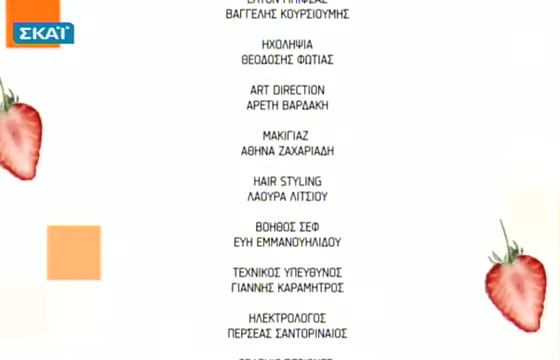 ΣΚΑΪ
ΒΑΓΓΕΛΗΣ ΚΟΥΡΣΙΟΥΜΗΣ
ΗΧΟΛΗΨΙΑ
ΘΕΟΔΟΣΗΣ ΦΩΤΙΑΣ
ART DIRECTION
ΑΡΕΤΗ ΒΑΡΔΑΚΗ
ΜΑΚΙΓΙΑΖ
ΑΘΗΝΑ ΖΑΧΑΡΙΑΔΗ
HAIR STYLING
ΛΑΟΥΡΑ ΛΙΤΣΙΟΥ
ΒΟΗΘΟΣ ΣΕΦ
ΕΥΗ ΕΜΜΑΝΟΥΗΛΙΔΟΥ
ΤΕΧΝΙΚΟΣ ΥΠΕΥΘΥΝΟΣ
ΓΙΑΝΝΗΣ ΚΑΡΑΜΗΤΡΟΣ
ΗΛΕΚΤΡΟΛΟΓΟΣ
ΠΕΡΣΕΑΣ ΣΑΝΤΟΡΙΝΑΙΟΣ